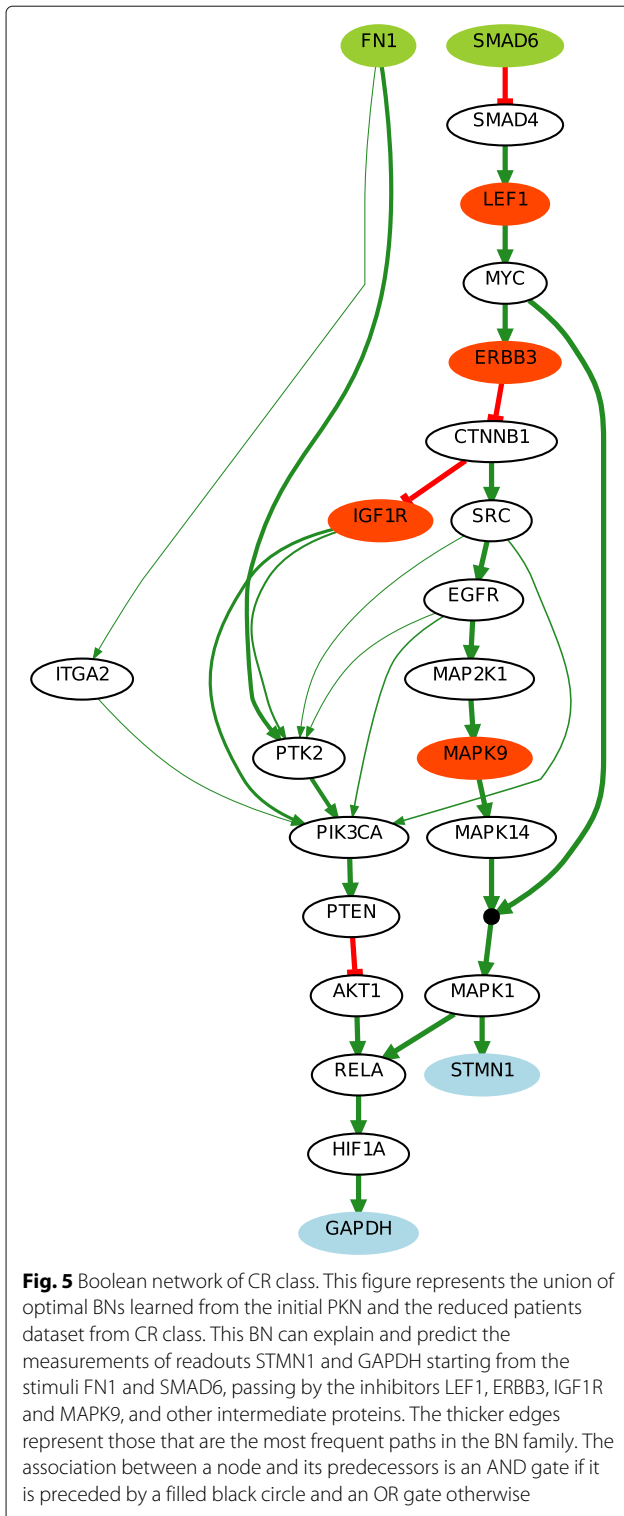 FN1 SMAD6
SMAD4
LEF1
MYC
ERBB3
CTNNB1
IGF1R SRC
EGFR
ITGA2 MAP2K1
PTK2 MAPK9
PIK3CA MAPK14
PTEN
AKT1 MAPK1
RELA STMN1
HIF1A
GAPDH
Fig. 5 Boolean network of CR class. This figure represents the union of
optimal BNs learned from the initial PKN and the reduced patients
dataset from CR class. This BN can explain and predict the
measurements of readouts STMN1 and GAPDH starting from the
stimuli FN1 and SMAD6, passing by the inhibitors LEF1, ERBB3, IGF1R
and MAPK9, and other intermediate proteins. The thicker edges
represent those that are the most frequent paths in the BN family. The
association between a node and its predecessors is an AND gate if it
is preceded by a filled black circle and an OR gate otherwise